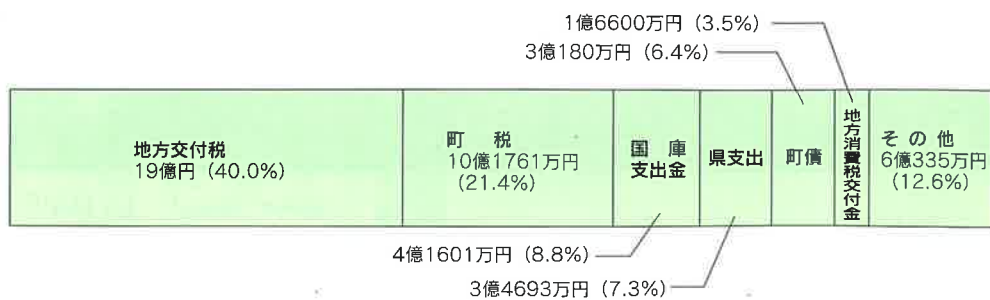 1億6600万円（3.5%）
3億180万円（6.4%）
地方交付税
19億円（40.0%）
町　税
10億1761万円
（21.4%）
国　庫
支出金
県支出
町債
地方消費税交付金
そ の 他
6億335万円
（12.6%）
4億1601万円（8.8%）
3億4693万円（7.3%）